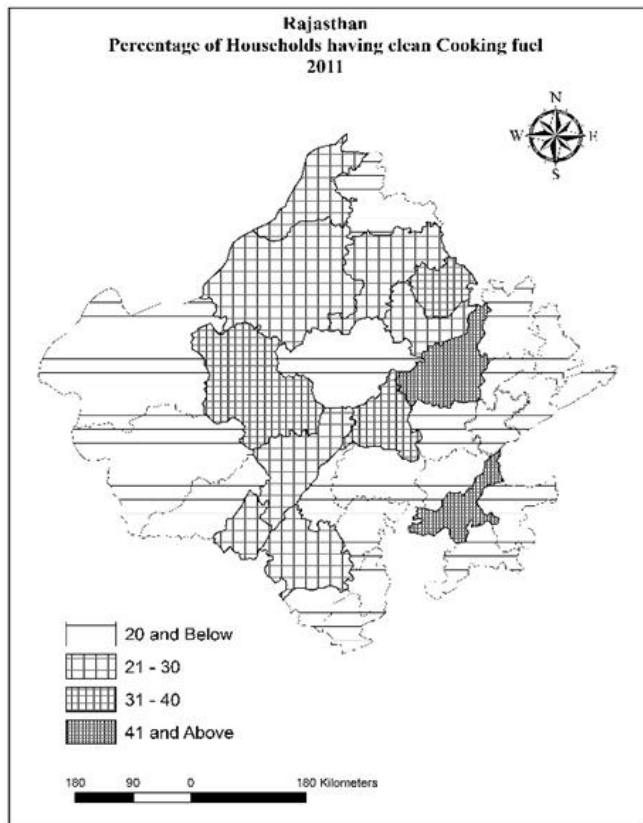 Rajasthan
Percentage of Households having clean Cooking fuel
2011
N
W E
S
20 and Below
21 - 30
31 - 40
41 and Above
180 90 0 180 Kilometers